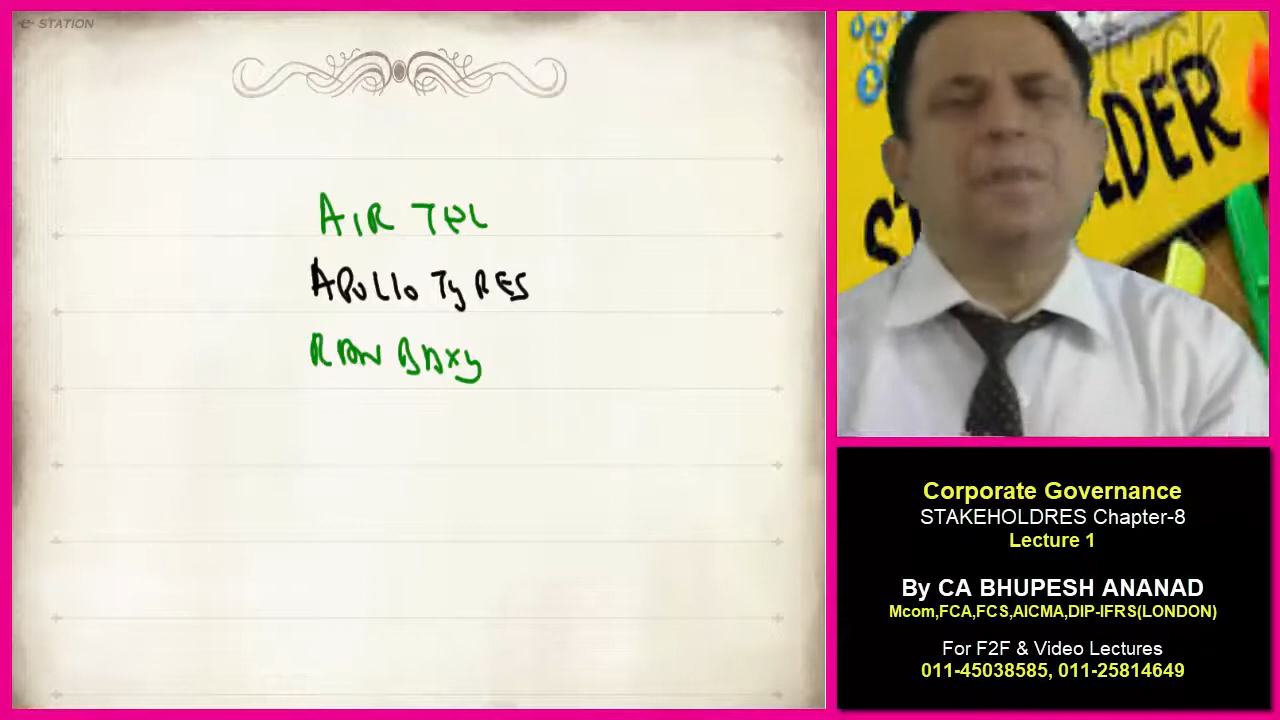 e- STATION
AIR TEL
APOLLO TYRES
RANBAXY
STAKEHOLDER
Corporate Governance
STAKEHOLDRES Chapter-8
Lecture 1
By CA BHUPESH ANANAD
Mcom,FCA,FCS,AICMA,DIP-IFRS(LONDON)
For F2F & Video Lectures
011-45038585, 011-25814649